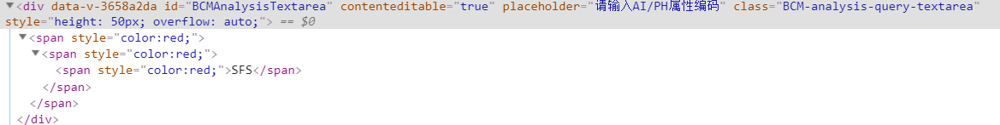 ▼<div data-v-3658a2da id="BCMAnalysisTextarea" contenteditable="true" placeholder="请输入AI/PH属性编码" class="BCM-analysis-query-textarea"
style="height: 50px; overflow: auto;"> == $0
▼<span style="color:red;">
▼<span style="color:red;">
<span style="color:red;">SFS</span>
</span>
</span>
</div>